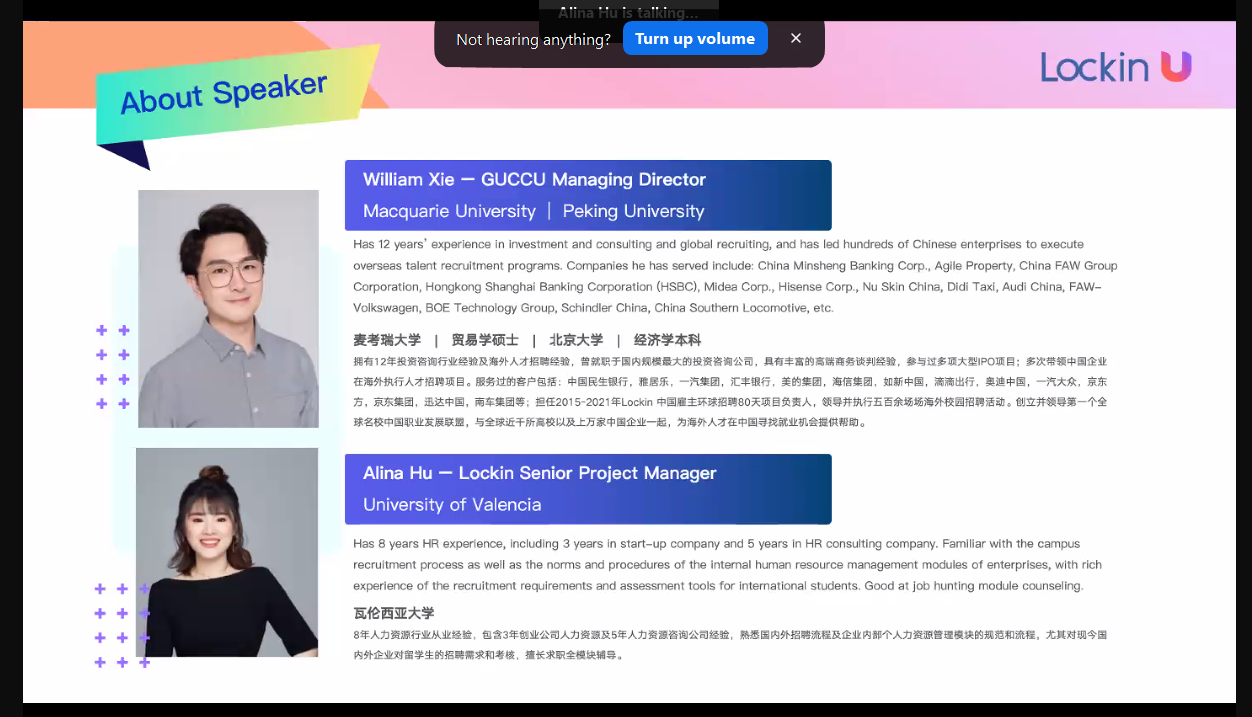 Alina Hu is talking...
Not hearing anything? Turn up volume
About Speaker
Lockin U
William Xie — GUCCU Managing Director
Macquarie University | Peking University
Has 12 years' experience in investment and consulting and global recruiting, and has led hundreds of Chinese enterprises to execute
overseas talent recruitment programs. Companies he has served include: China Minsheng Banking Corp., Agile Property, China FAW Group
Corporation, Hongkong Shanghai Banking Corporation (HSBC), Midea Corp., Hisense Corp., Nu Skin China, Didi Taxi, Audi China, FAW-
Volkswagen, BOE Technology Group, Schindler China, China Southern Locomotive, etc.
麦考瑞大学 | 贸易学硕士 | 北京大学 | 经济学本科
拥有12年投资咨询行业经验及海外人才招聘经验，曾就职于国内规模最大的投资咨询公司，具有丰富的高端商务谈判经验，参与过多项大型IPO项目；多次带领中国企业
在海外执行人才招聘项目。服务过的客户包括：中国民生银行，雅居乐，一汽集团，汇丰银行，美的集团，海信集团，如新中国，滴滴出行，奥迪中国，一汽大众，京东
方，京东集团，迅达中国，南车集团等；担任2015-2021年Lockin 中国雇主环球招聘80天项目负责人，领导并执行五百余场场海外校园招聘活动。创立并领导第一个全
球名校中国职业发展联盟，与全球近千所高校以及上万家中国企业一起，为海外人才在中国寻找就业机会提供帮助。
Alina Hu — Lockin Senior Project Manager
University of Valencia
Has 8 years HR experience, including 3 years in start-up company and 5 years in HR consulting company. Familiar with the campus
recruitment process as well as the norms and procedures of the internal human resource management modules of enterprises, with rich
experience of the recruitment requirements and assessment tools for international students. Good at job hunting module counseling.
瓦伦西亚大学
8年人力资源行业从业经验，包含3年创业公司人力资源及5年人力资源咨询公司经验，熟悉国内外招聘流程及企业内部个人力资源管理模块的规范和流程，尤其对现今国
内外企业对留学生的招聘需求和考核，擅长求职全模块辅导。